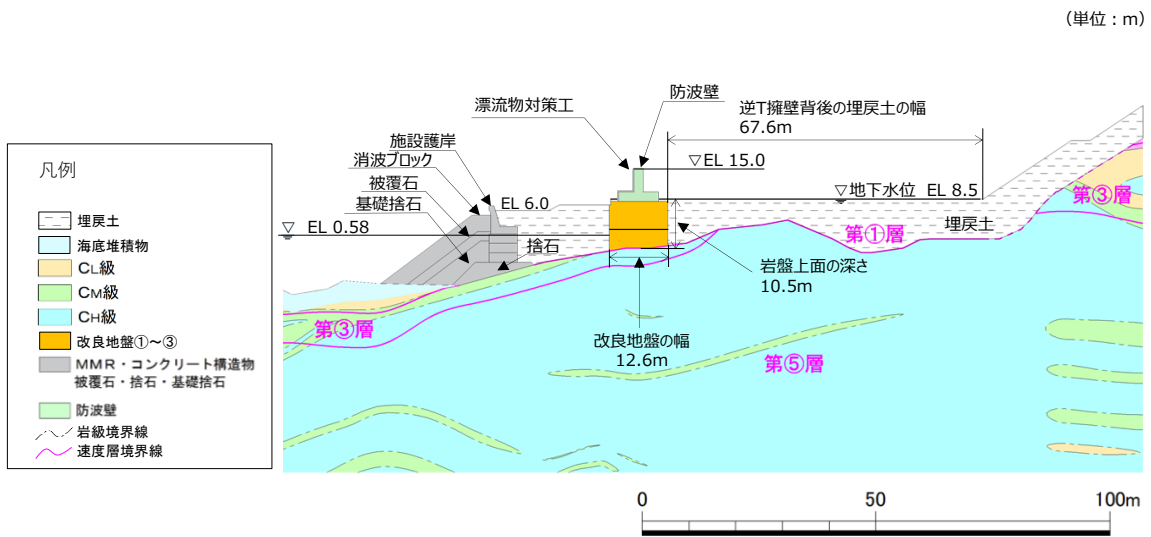 （単位：m）
防波壁
漂流物対策工
逆T擁壁背後の埋戻土の幅
67.6m
施設護岸
消波ブロック
被覆石
基礎捨石
▽EL 15.0
▽地下水位 EL 8.5
EL 6.0
▽ EL 0.58
第③層
第①層
埋戻土
捨石
岩盤上面の深さ
10.5m
第③層
改良地盤の幅
12.6m
第⑤層
凡例
埋戻土
海底堆積物
CL級
CM級
CH級
改良地盤①～③
MMR・コンクリート構造物
被覆石・捨石・基礎捨石
防波壁
岩級境界線
速度層境界線
0 50 100m